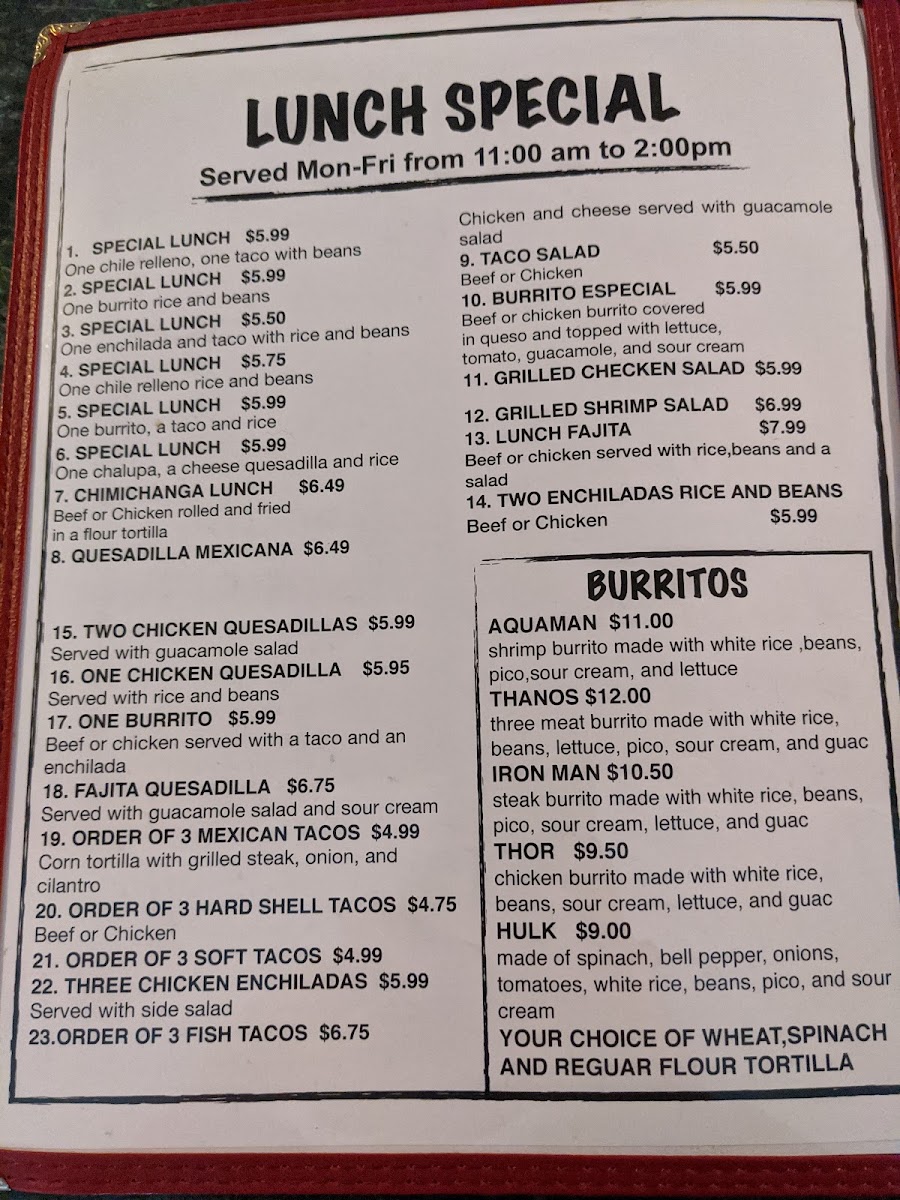 LUNCH SPECIAL
Served Mon-Fri from 11:00 am to 2:00pm
1. SPECIAL LUNCH $5.99
One chile relleno, one taco with beans
2. SPECIAL LUNCH $5.99
One burrito rice and beans
3. SPECIAL LUNCH $5.50
One enchilada and taco with rice and beans
4. SPECIAL LUNCH $5.75
One chile relleno rice and beans
5. SPECIAL LUNCH $5.99
One burrito, a taco and rice
6. SPECIAL LUNCH $5.99
One chalupa, a cheese quesadilla and rice
7. CHIMICHANGA LUNCH $6.49
Beef or Chicken rolled and fried
in a flour tortilla
8. QUESADILLA MEXICANA $6.49
Chicken and cheese served with guacamole
salad
9. TACO SALAD $5.50
Beef or Chicken
10. BURRITO ESPECIAL $5.99
Beef or chicken burrito covered
in queso and topped with lettuce,
tomato, guacamole, and sour cream
11. GRILLED CHECKEN SALAD $5.99
12. GRILLED SHRIMP SALAD $6.99
13. LUNCH FAJITA $7.99
Beef or chicken served with rice,beans and a
salad
14. TWO ENCHILADAS RICE AND BEANS
Beef or Chicken $5.99
15. TWO CHICKEN QUESADILLAS $5.99
Served with guacamole salad
16. ONE CHICKEN QUESADILLA $5.95
Served with rice and beans
17. ONE BURRITO $5.99
Beef or chicken served with a taco and an
enchilada
18. FAJITA QUESADILLA $6.75
Served with guacamole salad and sour cream
19. ORDER OF 3 MEXICAN TACOS $4.99
Corn tortilla with grilled steak, onion, and
cilantro
20. ORDER OF 3 HARD SHELL TACOS $4.75
Beef or Chicken
21. ORDER OF 3 SOFT TACOS $4.99
22. THREE CHICKEN ENCHILADAS $5.99
Served with side salad
23.ORDER OF 3 FISH TACOS $6.75
BURRITOS
AQUAMAN $11.00
shrimp burrito made with white rice ,beans,
pico,sour cream, and lettuce
THANOS $12.00
three meat burrito made with white rice,
beans, lettuce, pico, sour cream, and guac
IRON MAN $10.50
steak burrito made with white rice, beans,
pico, sour cream, lettuce, and guac
THOR $9.50
chicken burrito made with white rice,
beans, sour cream, lettuce, and guac
HULK $9.00
made of spinach, bell pepper, onions,
tomatoes, white rice, beans, pico, and sour
cream
YOUR CHOICE OF WHEAT,SPINACH
AND REGUAR FLOUR TORTILLA